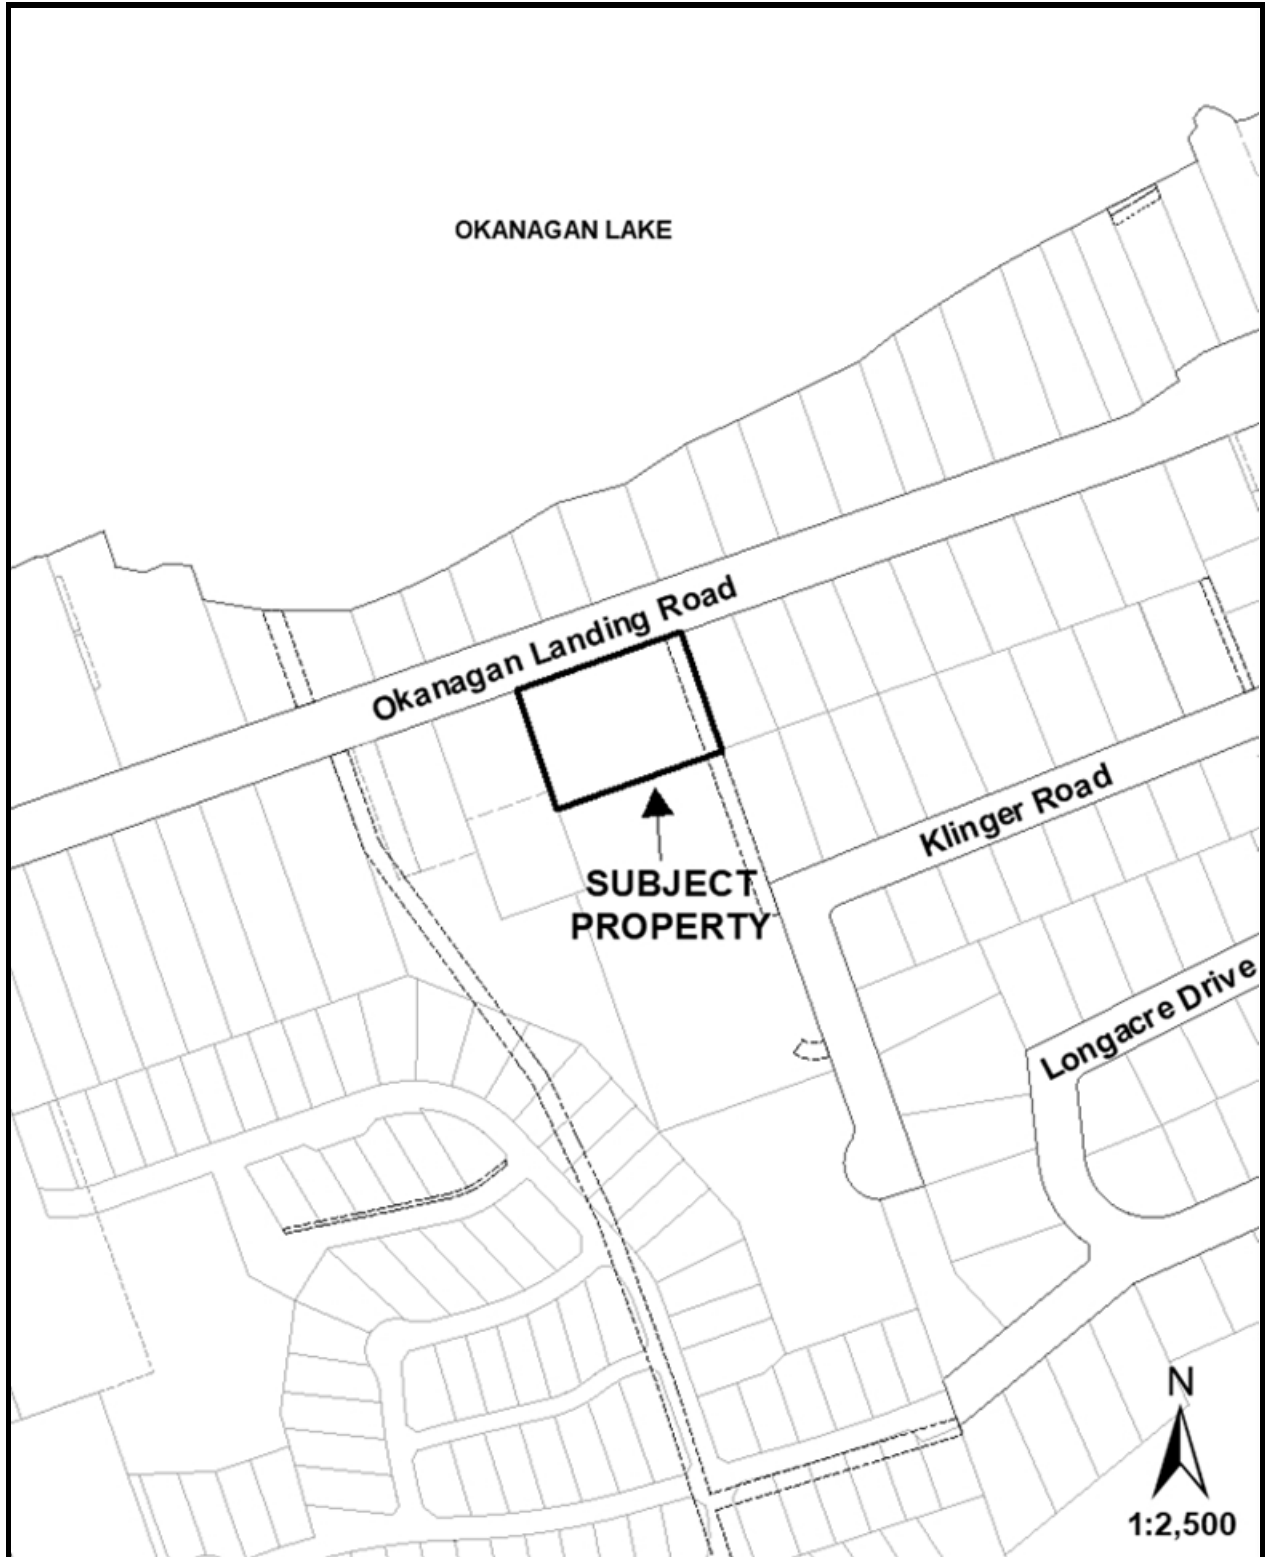 OKANAGAN LAKE
Okanagan Landing Road
Klinger Road
SUBJECT
PROPERTY
Longacre Drive
N
1:2,500